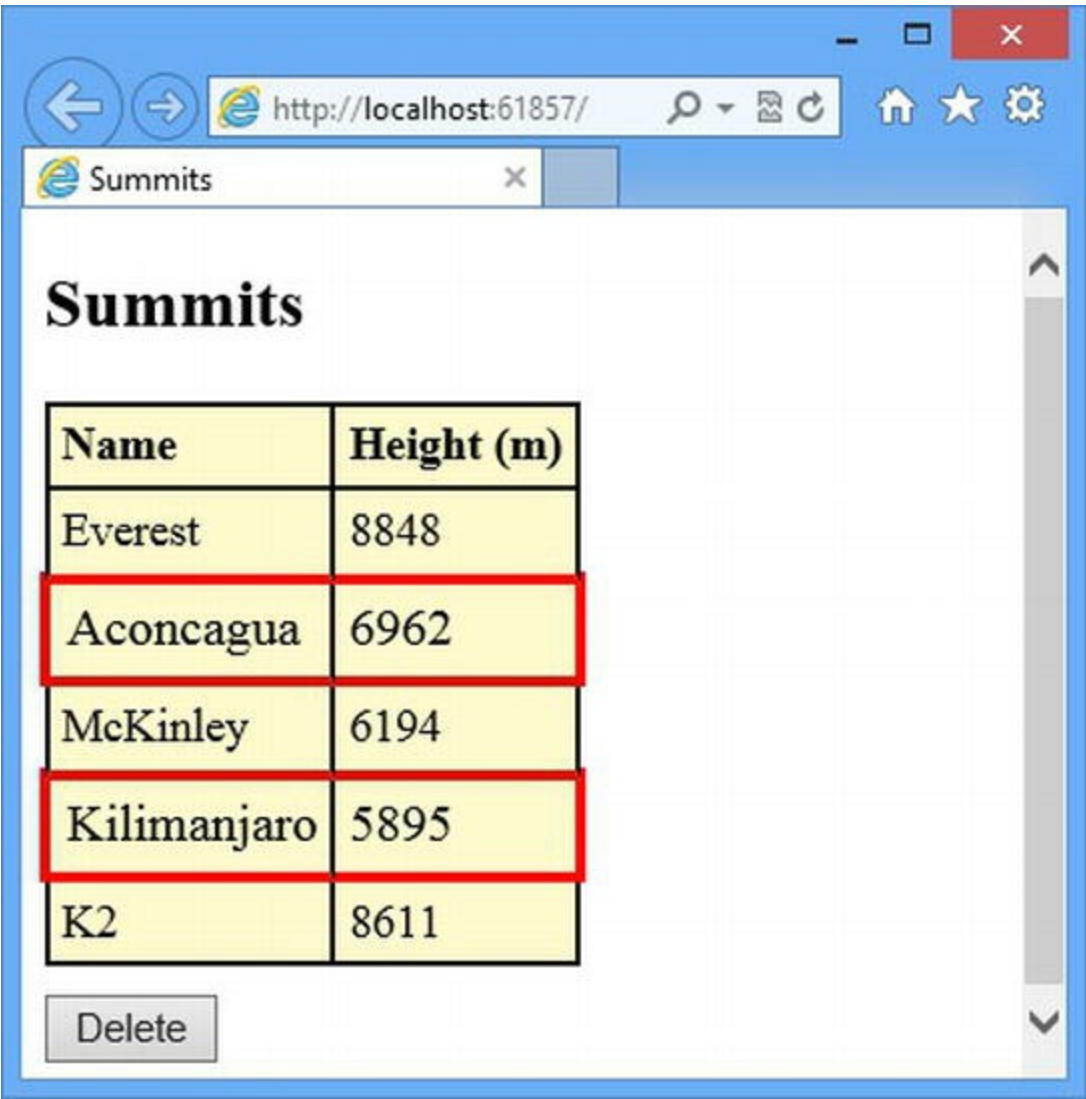 http://localhost:61857/
Summits
Summits
Name Height (m)
Everest 8848
Aconcagua 6962
McKinley 6194
Kilimanjaro 5895
K2 8611
Delete